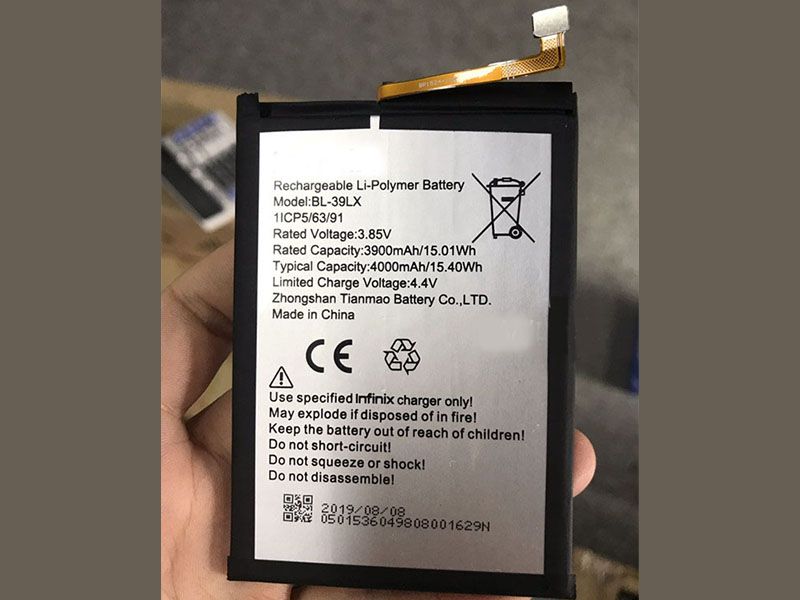 Rechargeable Li-Polymer Battery
Model:BL-39LX
1ICP5/63/91
Rated Voltage:3.85V
Rated Capacity:3900mAh/15.01Wh
Typical Capacity:4000mAh/15.40Wh
Limited Charge Voltage:4.4V
Zhongshan Tianmao Battery Co.,LTD.
Made in China
CE
Use specified Infinix charger only!
May explode if disposed of in fire!
Keep the battery out of reach of children!
Do not short-circuit!
Do not squeeze or shock!
Do not disassemble!
2019/08/08
0501536049808001629N